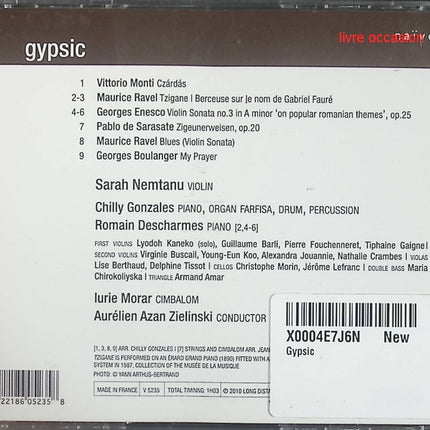 livre occasion
gypsic
1 Vittorio Monti Czárdás
2-3 Maurice Ravel Tzigane | Berceuse sur le nom de Gabriel Fauré
4-6 Georges Enesco Violin Sonata no.3 in A minor 'on popular romanian themes', op.25
7 Pablo de Sarasate Zigeunerweisen, op.20
8 Maurice Ravel Blues (Violin Sonata)
9 Georges Boulanger My Prayer
Sarah Nemtanu VIOLIN
Chilly Gonzales PIANO, ORGAN FARFISA, DRUM, PERCUSSION
Romain Descharmes PIANO [2,4-6]
FIRST VIOLINS Lyodoh Kaneko (solo), Guillaume Barli, Pierre Fouchenneret, Tiphaine Gaigne
SECOND VIOLINS Virginie Buscail, Young-Eun Koo, Alexandra Jouannie, Nathalie Crambes | VIOLAS
Lise Berthaud, Delphine Tissot | CELLOS Christophe Morin, Jérôme Lefranc | DOUBLE BASS Maria
Chirokoliyska | TRIANGLE Armand Amar
Iurie Morar CIMBALOM
Aurélien Azan Zielinski CONDUCTOR
X0004E7J6N New
Gypsic
[1, 3, 8, 9] ARR. CHILLY GONZALES | [7] STRINGS AND CIMBALOM ARR. JEAN
TZIGANE IS PERFORMED ON AN ÉRARD GRAND PIANO (1890) FITTED WITH
SYSTEM IN 1987, COLLECTION OF THE MUSÉE DE LA MUSIQUE
PHOTO © YANN ARTHUS-BERTRAND
MADE IN FRANCE V 5235 TOTAL TIMINNG: 1H03 ℗ 2010 LONG DISTAN
22186 05235 8